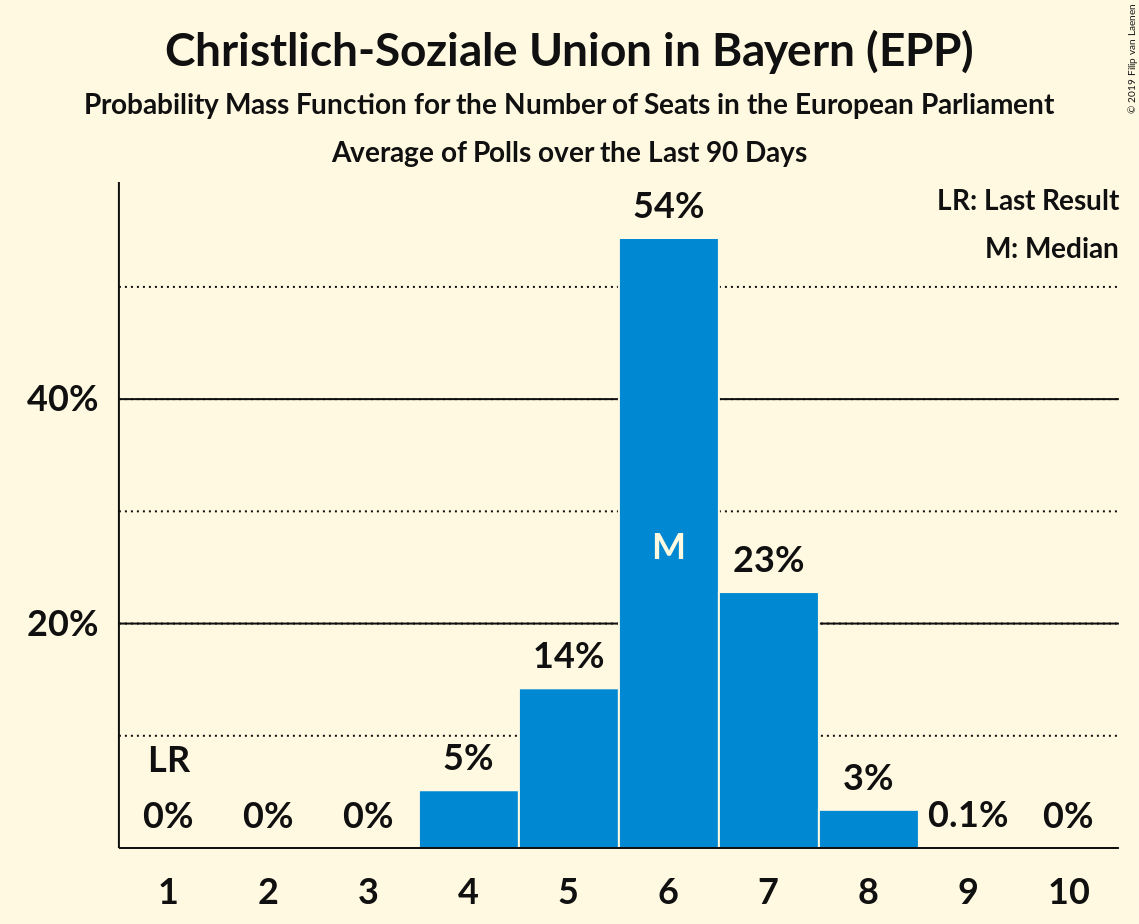 Christlich-Soziale Union in Bayern (EPP)
Probability Mass Function for the Number of Seats in the European Parliament
Average of Polls over the Last 90 Days
© 2019 Filip van Laenen
LR: Last Result
M: Median
54%
40%
M
23%
20%
14%
LR
5%
3%
0% 0% 0% 0.1% 0%
1 2 3 4 5 6 7 8 9 10